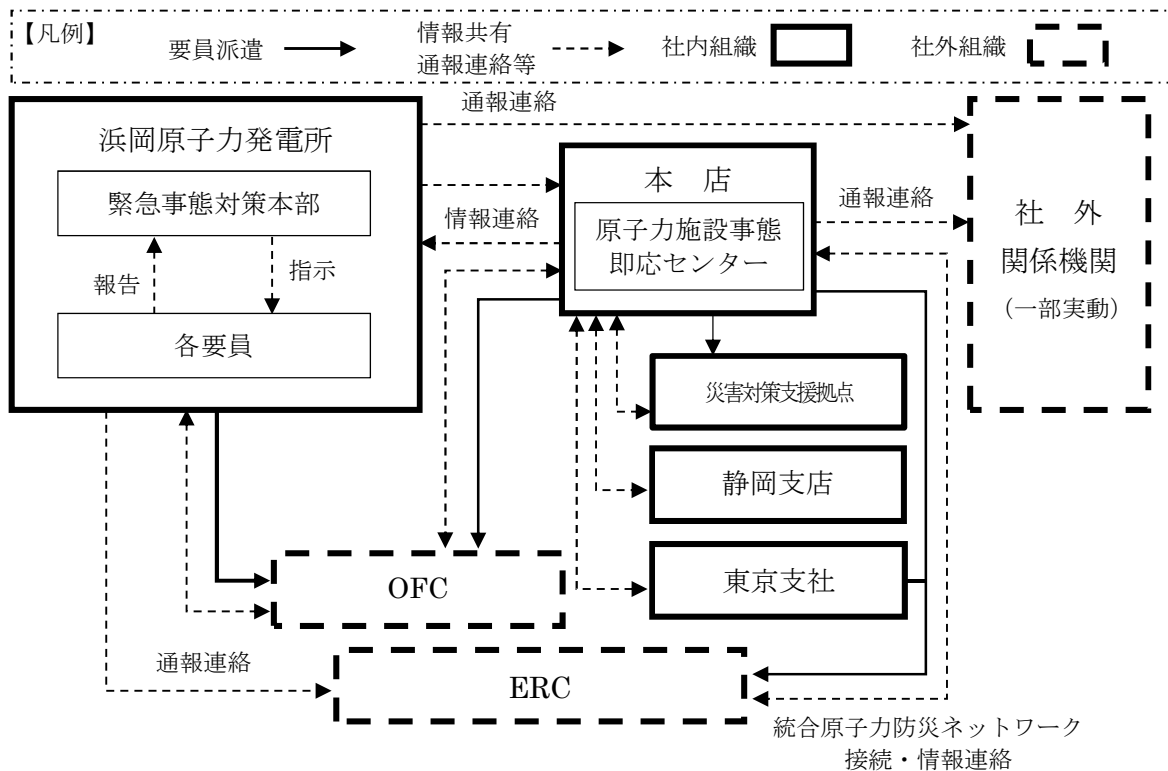 【凡例】
要員派遣
情報共有
通報連絡等
社内組織
社外組織
通報連絡
浜岡原子力発電所
緊急事態対策本部
報告
指示
各要員
情報連絡
本　店
原子力施設事態
即応センター
通報連絡
社　外
関係機関
（一部実動）
災害対策支援拠点
静岡支店
東京支社
OFC
通報連絡
ERC
統合原子力防災ネットワーク
接続・情報連絡